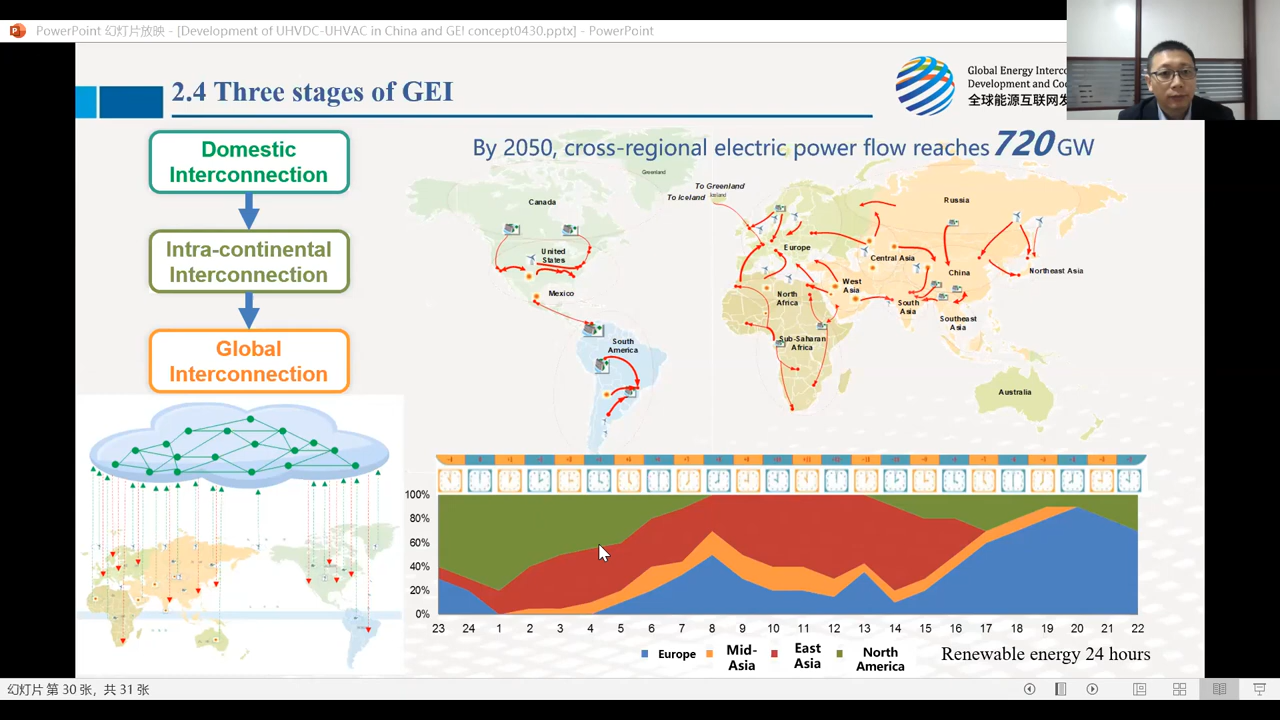 PowerPoint 幻灯片放映 - [Development of UHVDC-UHVAC in China and GEI concept0430.pptx] - PowerPoint
2.4 Three stages of GEI
Global Energy
Development and
全球能源互联网
Domestic
Interconnection
Intra-continental
Interconnection
Global
Interconnection
By 2050, cross-regional electric power flow reaches 720 GW
Greenland
To Greenland
Iceland
To Iceland
Canada
Russia
United
States
Europe
Central Asia
China
Northeast Asia
Mexico
North
Africa
West
Asia
South
Asia
Southeast
Asia
South
America
Sub-Saharan
Africa
Australia
100%
80%
60%
40%
20%
0%
23 24 1 2 3 4 5 6 7 8 9 10 11 12 13 14 15 16 17 18 19 20 21 22
Europe
Mid-
Asia
East
Asia
North
America
Renewable energy 24 hours
幻灯片 第 30 张，共 31 张